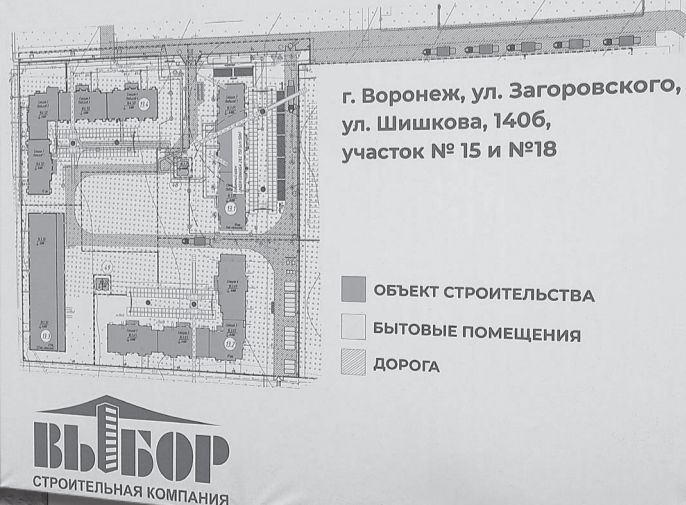 г. Воронеж, ул. Загоровского,
ул. Шишкова, 140б,
участок № 15 и №18
ОБЪЕКТ СТРОИТЕЛЬСТВА
БЫТОВЫЕ ПОМЕЩЕНИЯ
ДОРОГА
ВЫБОР
СТРОИТЕЛЬНАЯ КОМПАНИЯ